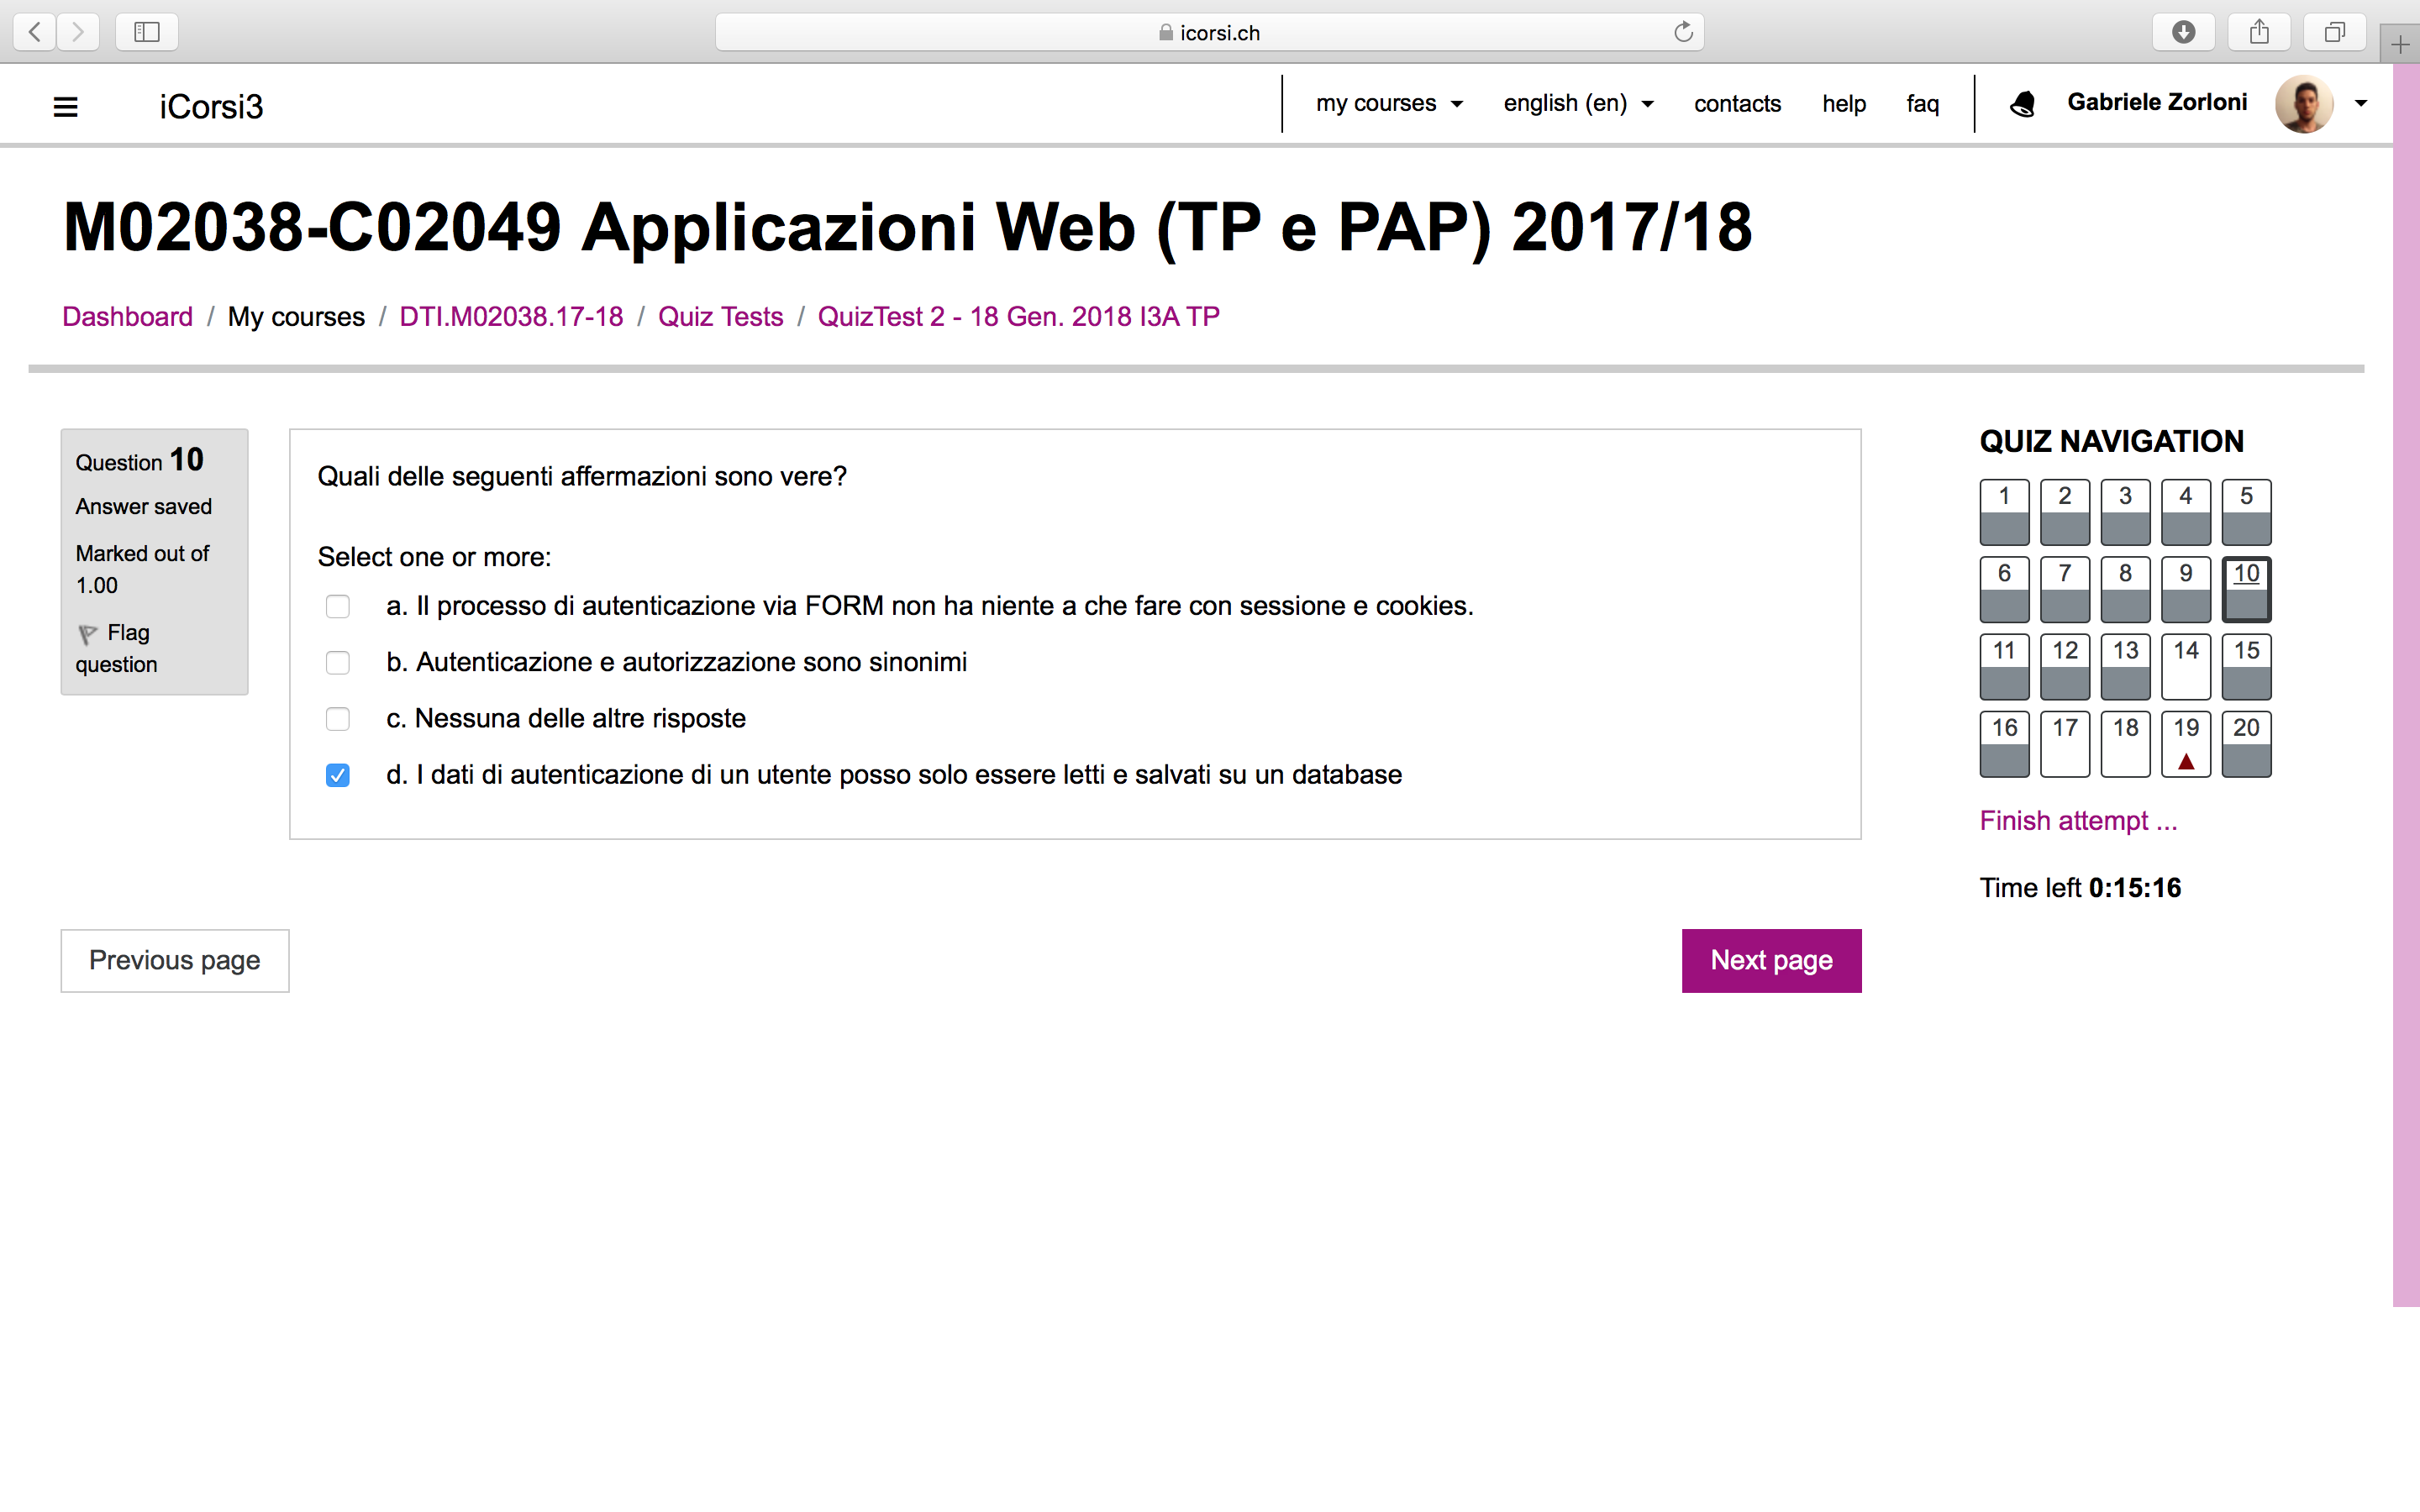 icorsi.ch
iCorsi3
my courses
english (en)
contacts
help
faq
Gabriele Zorloni
M02038-C02049 Applicazioni Web (TP e PAP) 2017/18
Dashboard / My courses / DTI.M02038.17-18 / Quiz Tests / QuizTest 2 - 18 Gen. 2018 I3A TP
Question 10
Answer saved
Marked out of
1.00
Flag
question
Quali delle seguenti affermazioni sono vere?
Select one or more:
a. Il processo di autenticazione via FORM non ha niente a che fare con sessione e cookies.
b. Autenticazione e autorizzazione sono sinonimi
c. Nessuna delle altre risposte
d. I dati di autenticazione di un utente posso solo essere letti e salvati su un database
Previous page
Next page
QUIZ NAVIGATION
1 2 3 4 5
6 7 8 9 10
11 12 13 14 15
16 17 18 19 20
Finish attempt ...
Time left 0:15:16